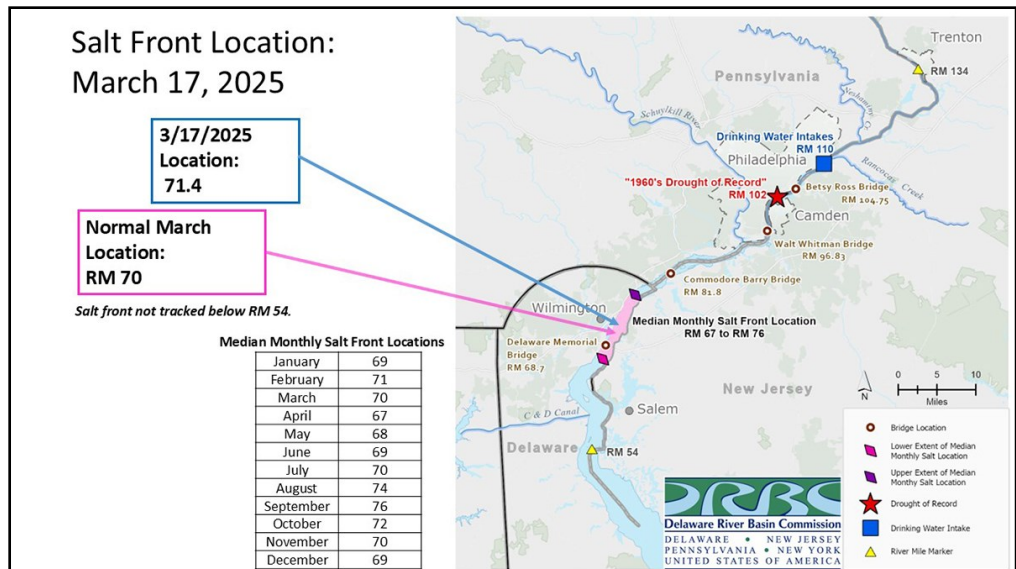 Salt Front Location:
March 17, 2025
3/17/2025
Location:
71.4
Normal March
Location:
RM 70
Salt front not tracked below RM 54.
Median Monthly Salt Front Locations
January 69
February 71
March 70
April 67
May 68
June 69
July 70
August 74
September 76
October 72
November 70
December 69
Trenton
RM 134
Pennsylvania
Neshaminy Cr.
Schuylkill River
Drinking Water Intakes
RM 110
Philadelphia
Rancocas Creek
"1960's Drought of Record"
RM 102
Betsy Ross Bridge
RM 104.75
Camden
Walt Whitman Bridge
RM 96.83
Commodore Barry Bridge
RM 81.8
Wilmington
Median Monthly Salt Front Location
RM 67 to RM 76
Delaware Memorial
Bridge
RM 68.7
New Jersey
Salem
C & D Canal
Delaware
RM 54
N
0 5 10
Miles
Bridge Location
Lower Extent of Median
Monthly Salt Location
Upper Extent of Median
Monthy Salt Location
Drought of Record
Drinking Water Intake
River Mile Marker
DRBC
Delaware River Basin Commission
DELAWARE • NEW JERSEY
PENNSYLVANIA • NEW YORK
UNITED STATES OF AMERICA